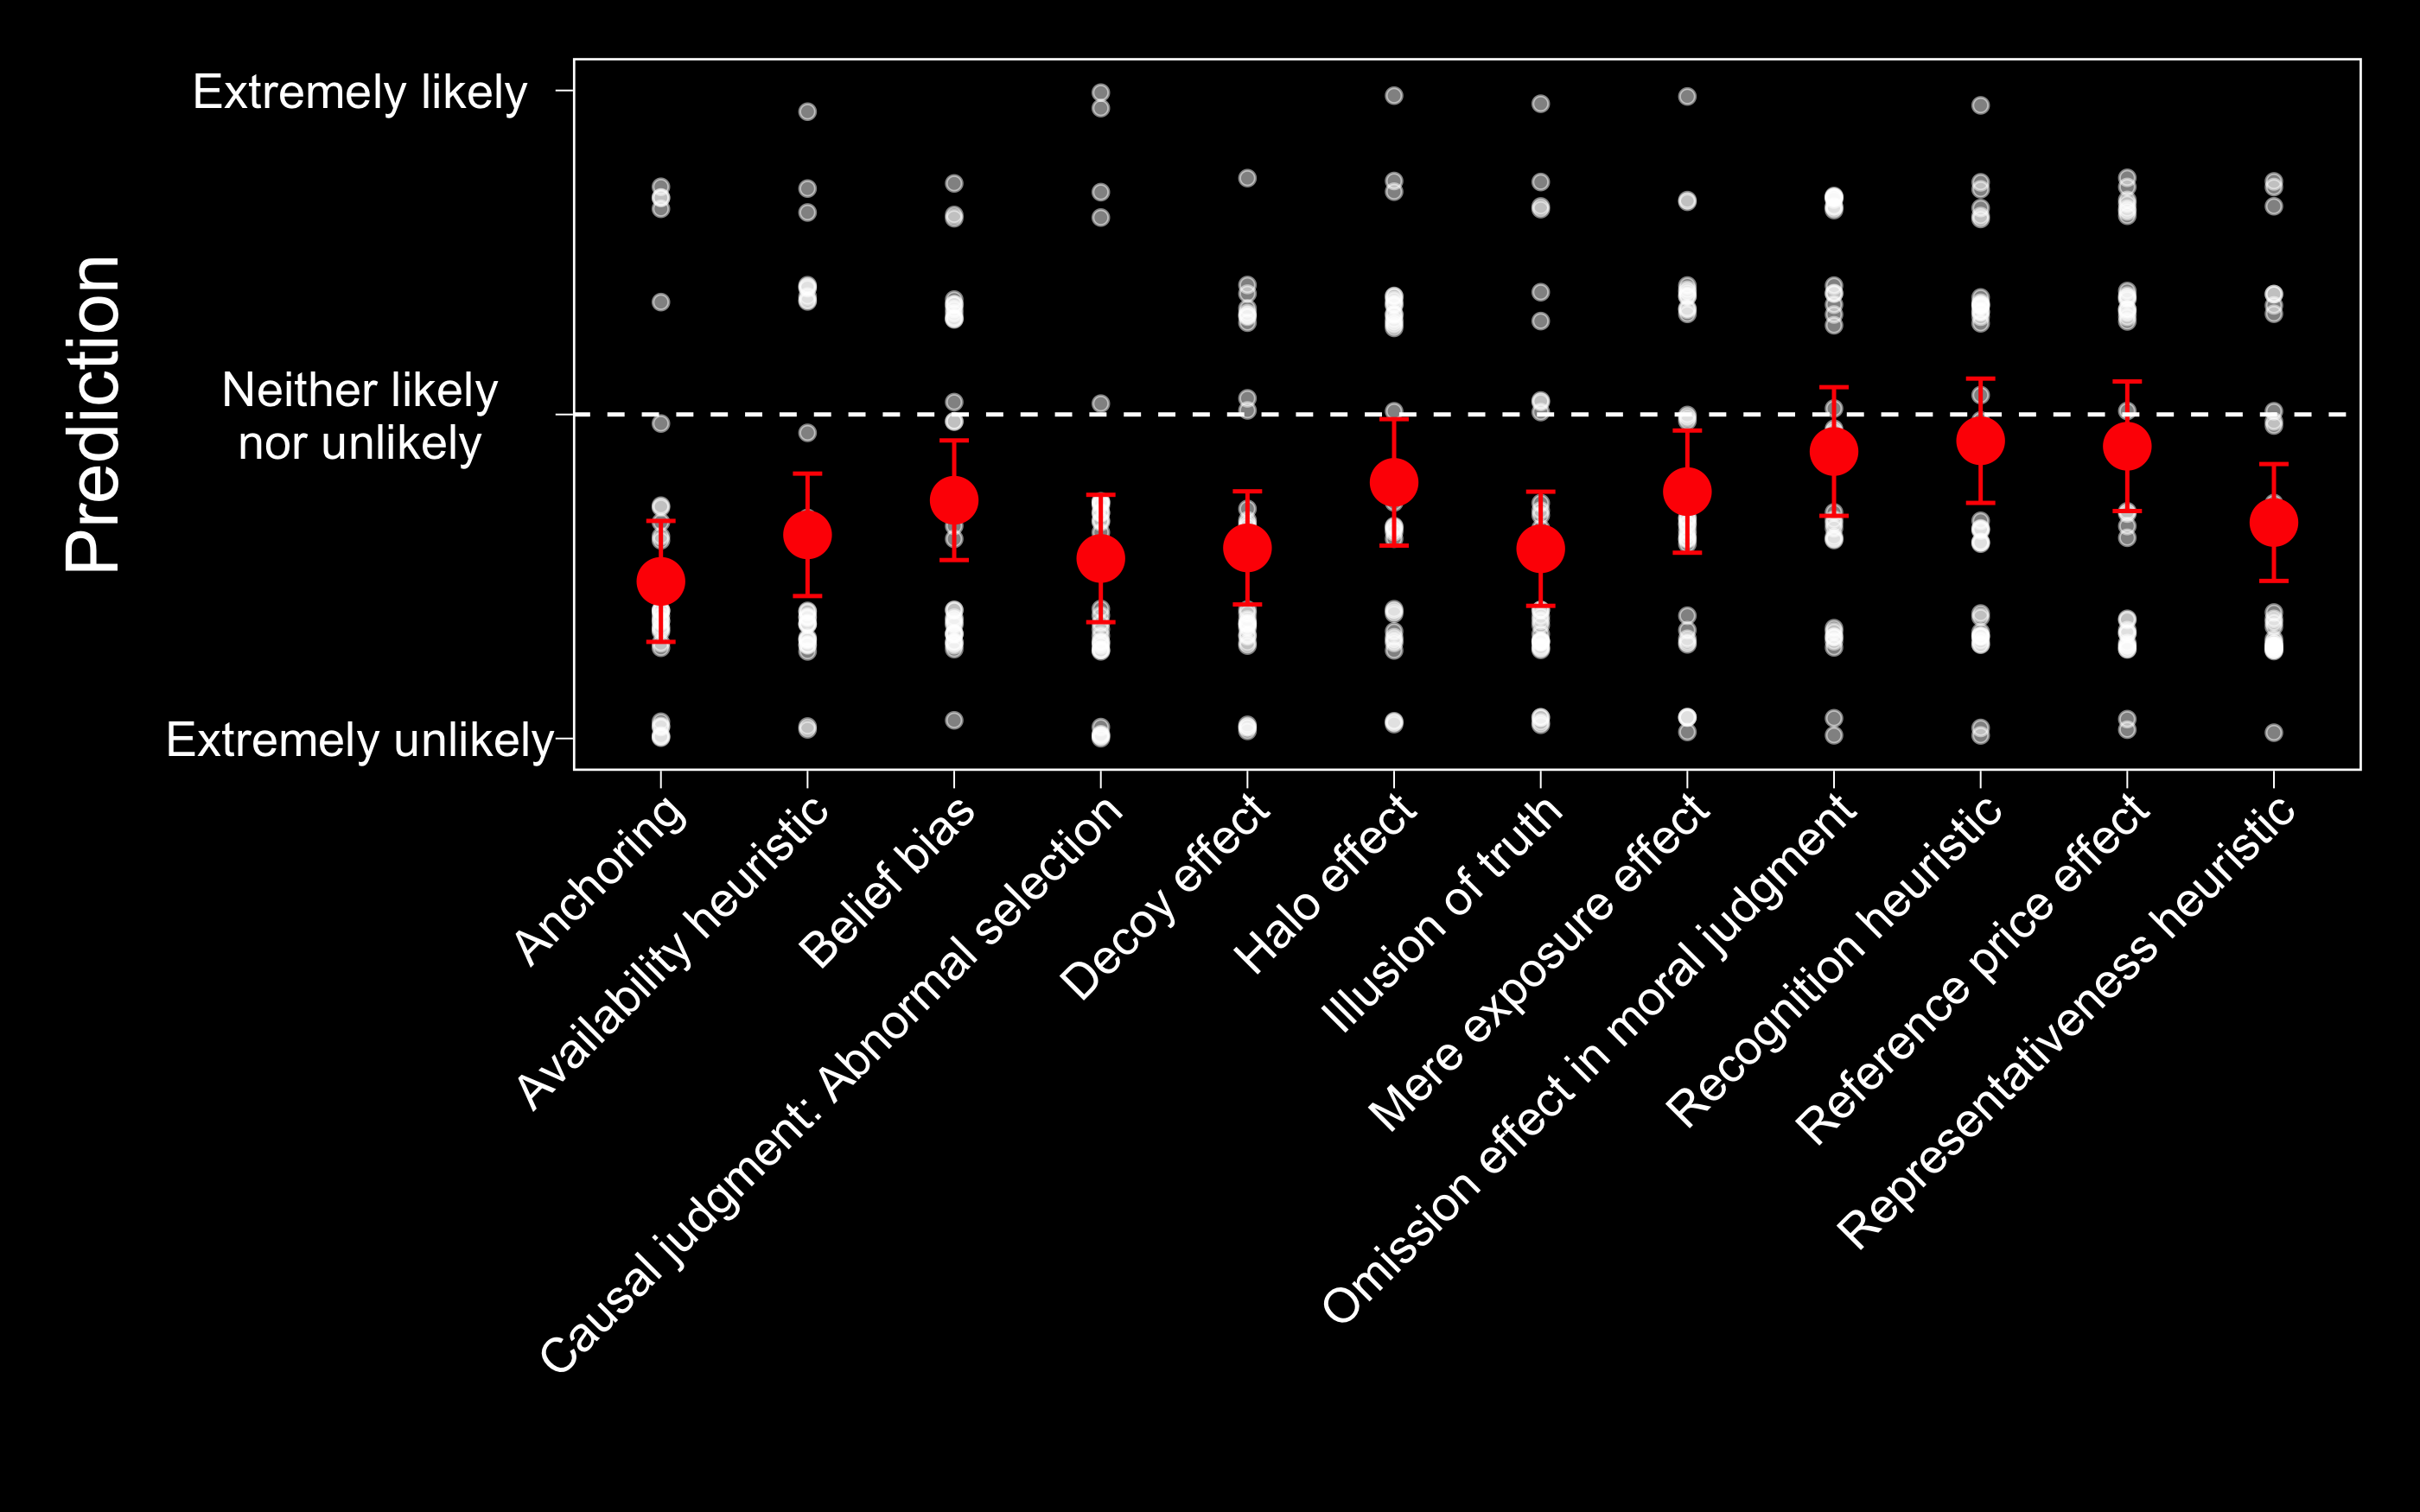 Extremely likely
Neither likely
nor unlikely
Extremely unlikely
Prediction
Anchoring
Availability heuristic
Belief bias
Causal judgment: Abnormal selection
Decoy effect
Halo effect
Illusion of truth
Mere exposure effect
Omission effect in moral judgment
Recognition heuristic
Reference price effect
Representativeness heuristic